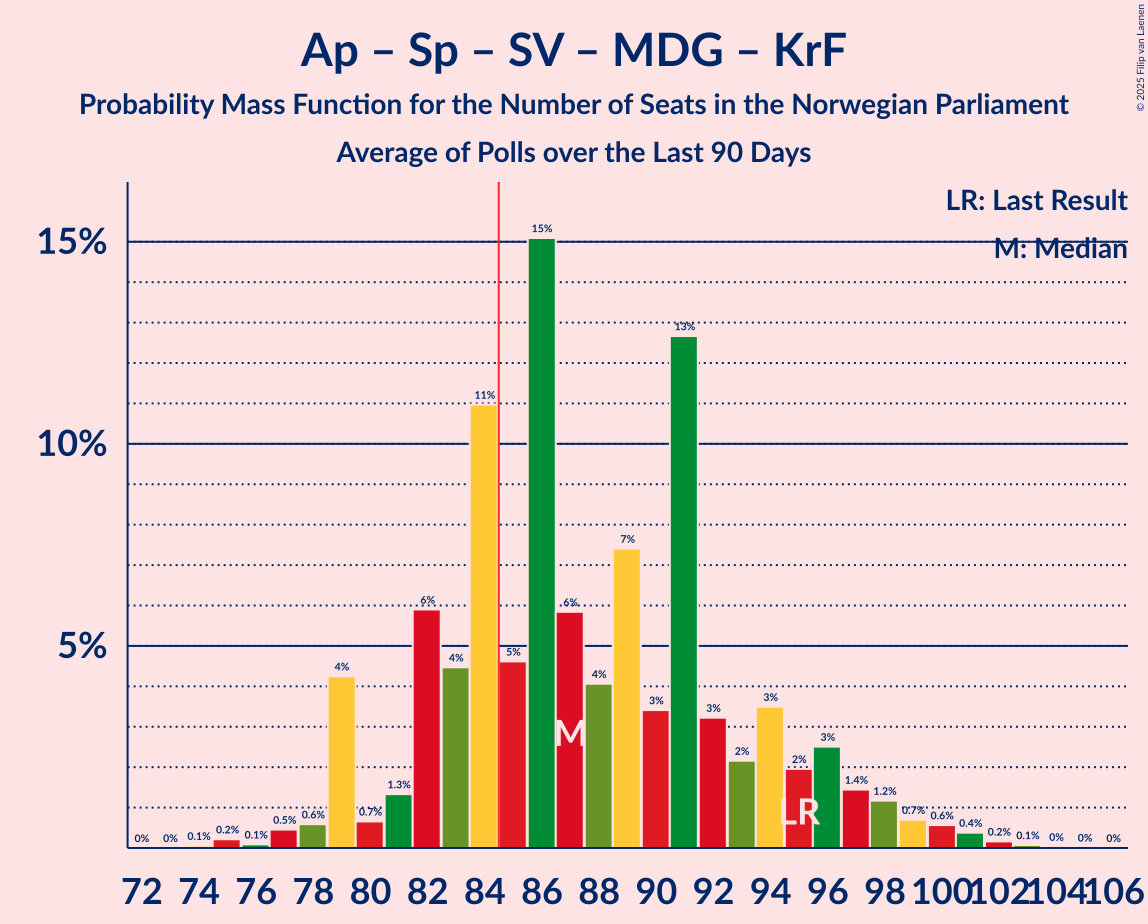 Ap – Sp – SV – MDG – KrF
Probability Mass Function for the Number of Seats in the Norwegian Parliament
Average of Polls over the Last 90 Days
© 2025 Filip van Laenen
LR: Last Result
M: Median
15%
10%
5%
0% 0% 0.1% 0.2% 0.1% 0.5% 0.6% 4% 0.7% 1.3% 6% 4% 11% 5% 15% 6% 4% 7% 3% 13% 3% 2% 3% 2% 3% 1.4% 1.2% 0.7% 0.6% 0.4% 0.2% 0.1% 0% 0% 0%
M
LR
72 74 76 78 80 82 84 86 88 90 92 94 96 98 100 102 104 106